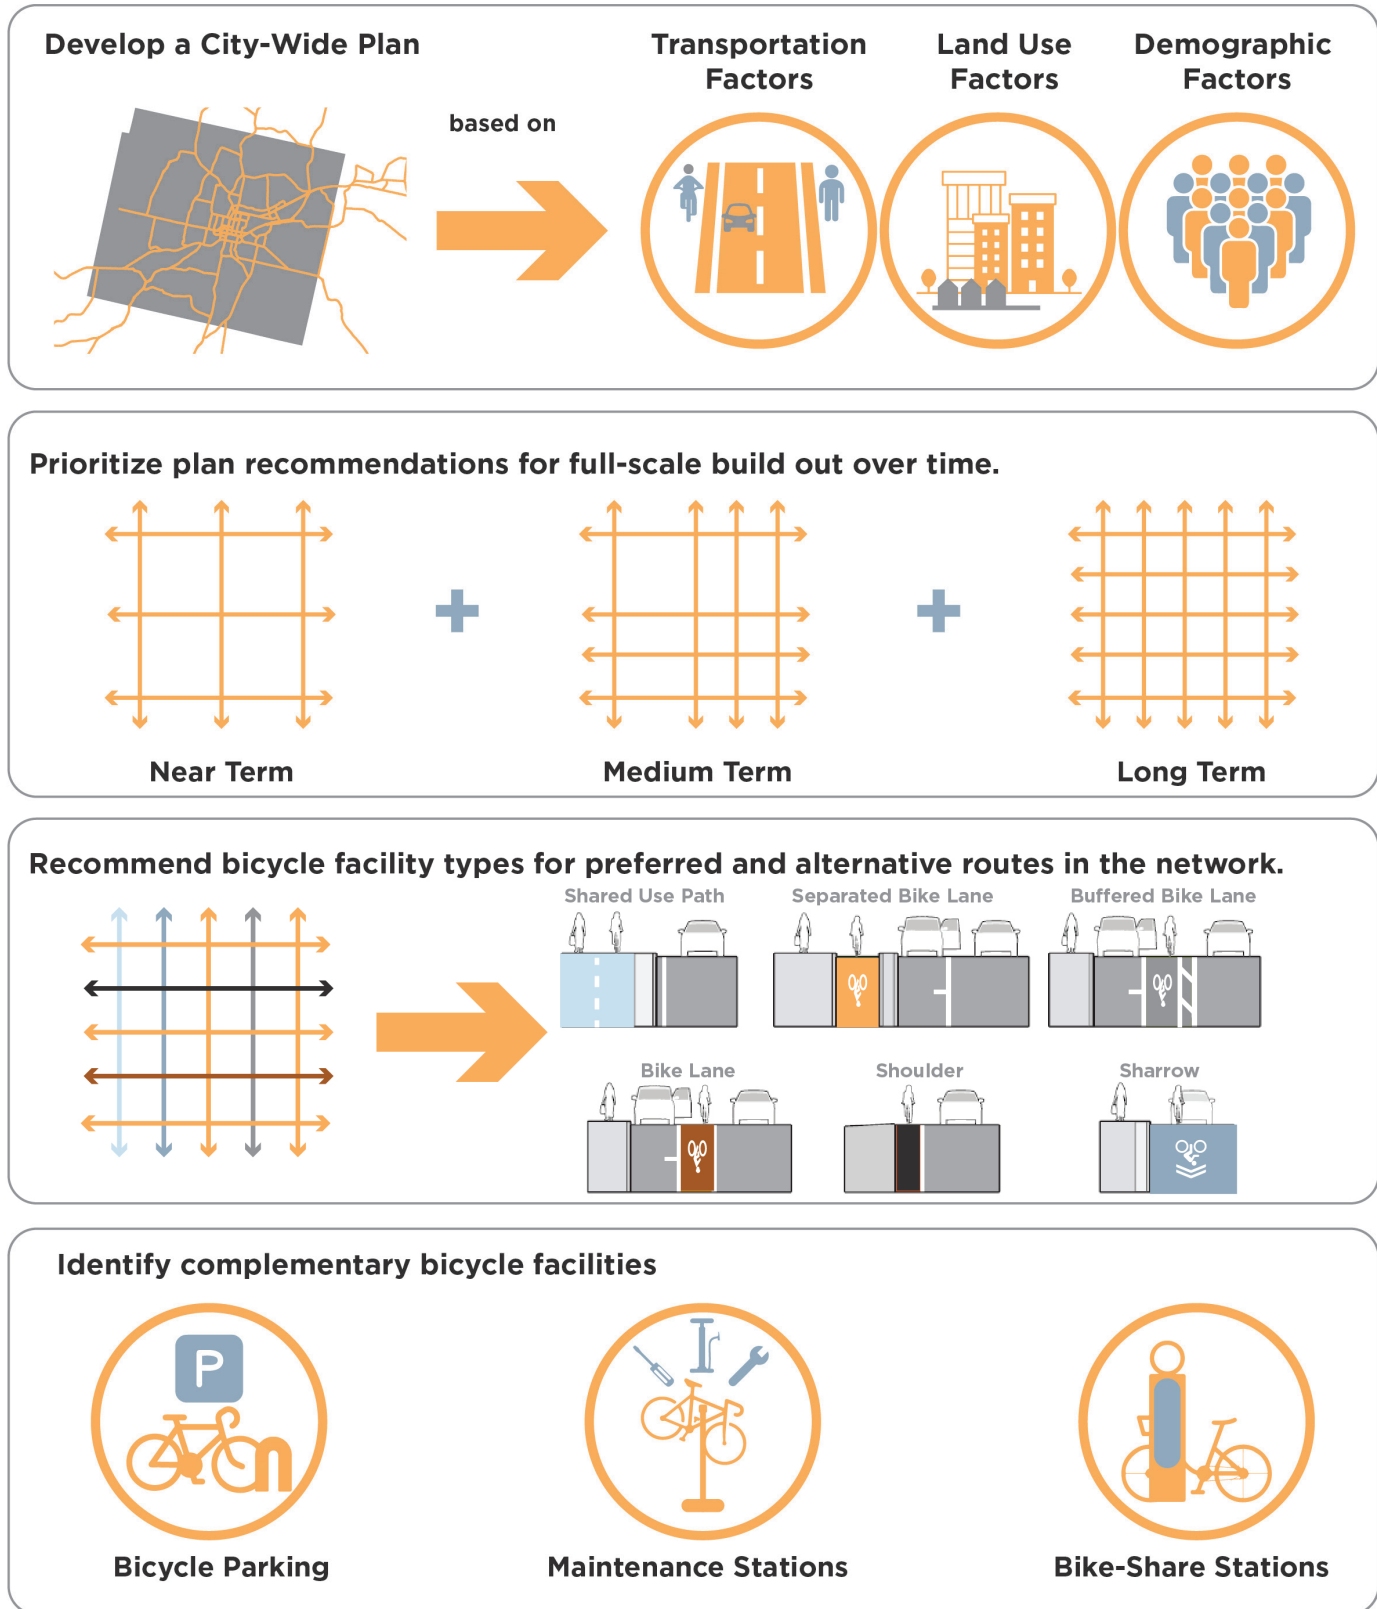 Develop a City-Wide Plan
based on
Transportation
Factors
Land Use
Factors
Demographic
Factors
Prioritize plan recommendations for full-scale build out over time.
Near Term
Medium Term
Long Term
Recommend bicycle facility types for preferred and alternative routes in the network.
Shared Use Path
Separated Bike Lane
Buffered Bike Lane
Bike Lane
Shoulder
Sharrow
Identify complementary bicycle facilities
P
Bicycle Parking
Maintenance Stations
Bike-Share Stations